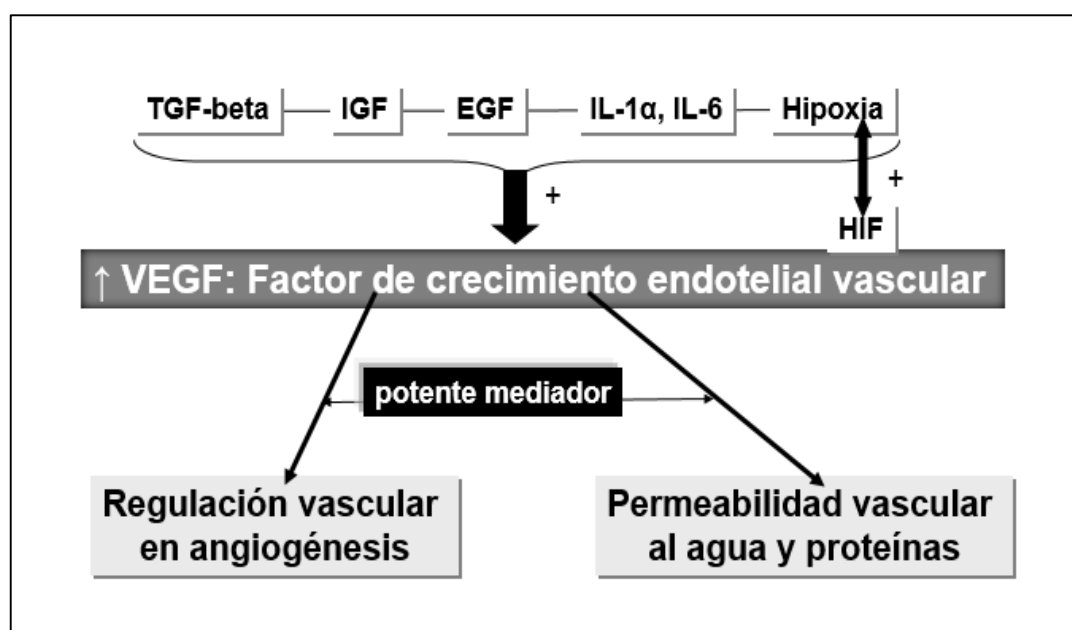 TGF-beta IGF EGF IL-1α, IL-6 Hipoxia
+
+
HIF
↑ VEGF: Factor de crecimiento endotelial vascular
potente mediador
Regulación vascular
en angiogénesis
Permeabilidad vascular
al agua y proteínas